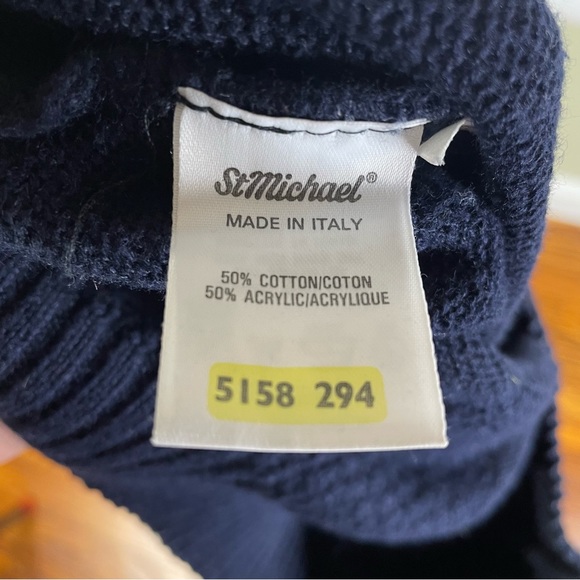 StMichael®
MADE IN ITALY
50% COTTON/COTON
50% ACRYLIC/ACRYLIQUE
5158 294